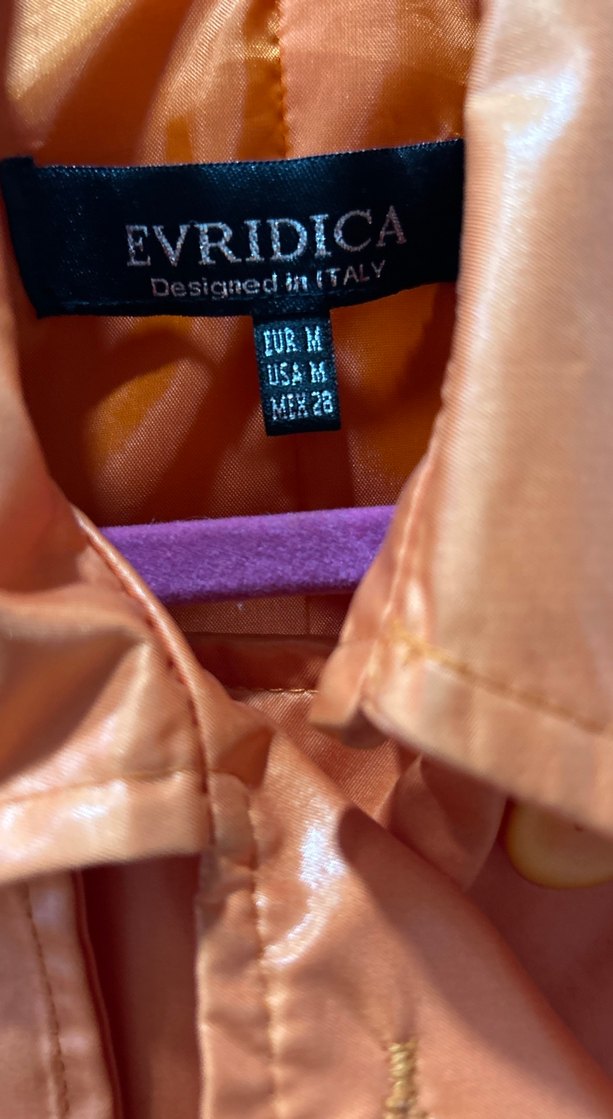 EVRIDICA
Designed in ITALY
EUR M
USA M
MEX 28